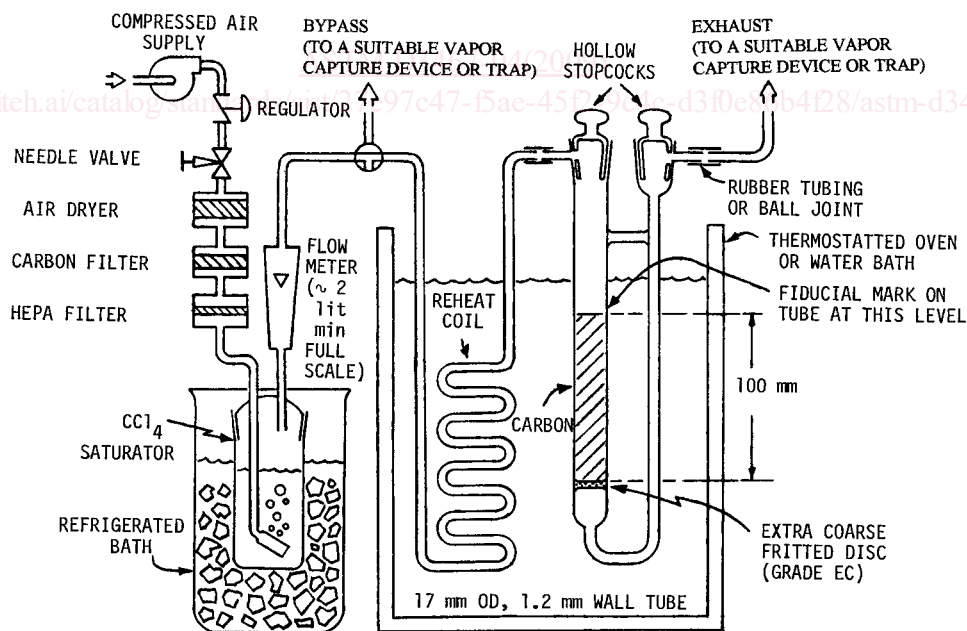 COMPRESSED AIR
SUPPLY
REGULATOR
NEEDLE VALVE
AIR DRYER
CARBON FILTER
HEPA FILTER
CCl4
SATURATOR
REFRIGERATED
BATH
BYPASS
(TO A SUITABLE VAPOR
CAPTURE DEVICE OR TRAP)
FLOW
METER
(~ 2
lit
min
FULL
SCALE)
REHEAT
COIL
HOLLOW
STOPCOCKS
EXHAUST
(TO A SUITABLE VAPOR
CAPTURE DEVICE OR TRAP)
RUBBER TUBING
OR BALL JOINT
THERMOSTATTED OVEN
OR WATER BATH
FIDUCIAL MARK ON
TUBE AT THIS LEVEL
100 mm
CARBON
EXTRA COARSE
FRITTED DISC
(GRADE EC)
17 mm OD, 1.2 mm WALL TUBE